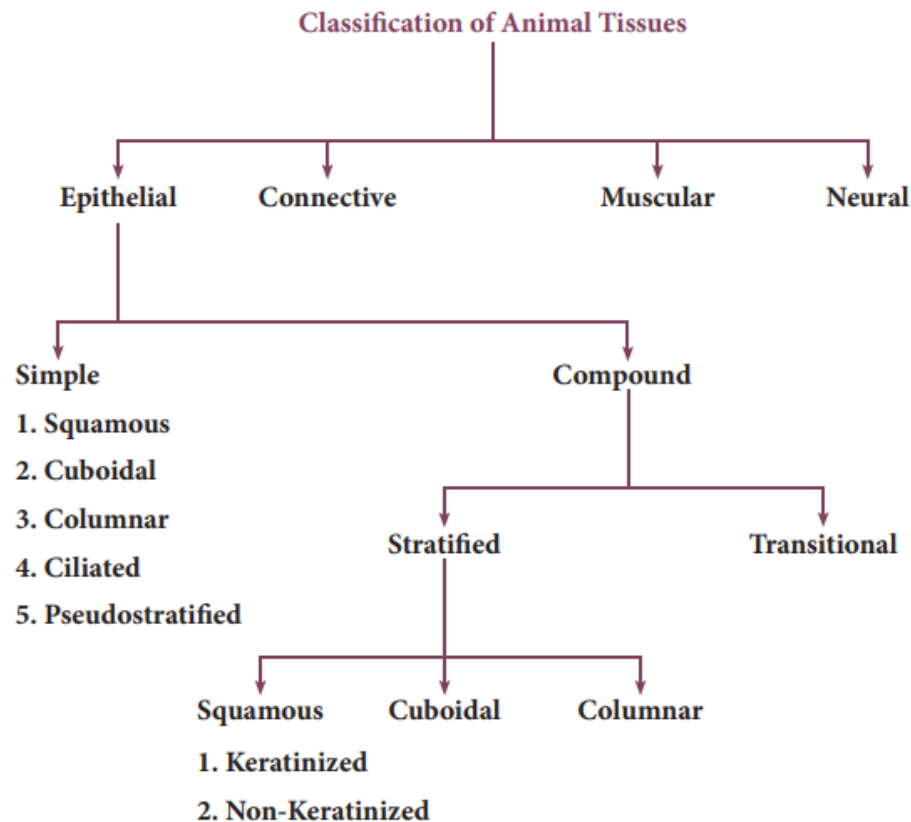 Classification of Animal Tissues
Epithelial Connective Muscular Neural
Simple Compound
1. Squamous
2. Cuboidal
3. Columnar
Stratified Transitional
4. Ciliated
5. Pseudostratified
Squamous Cuboidal Columnar
1. Keratinized
2. Non-Keratinized